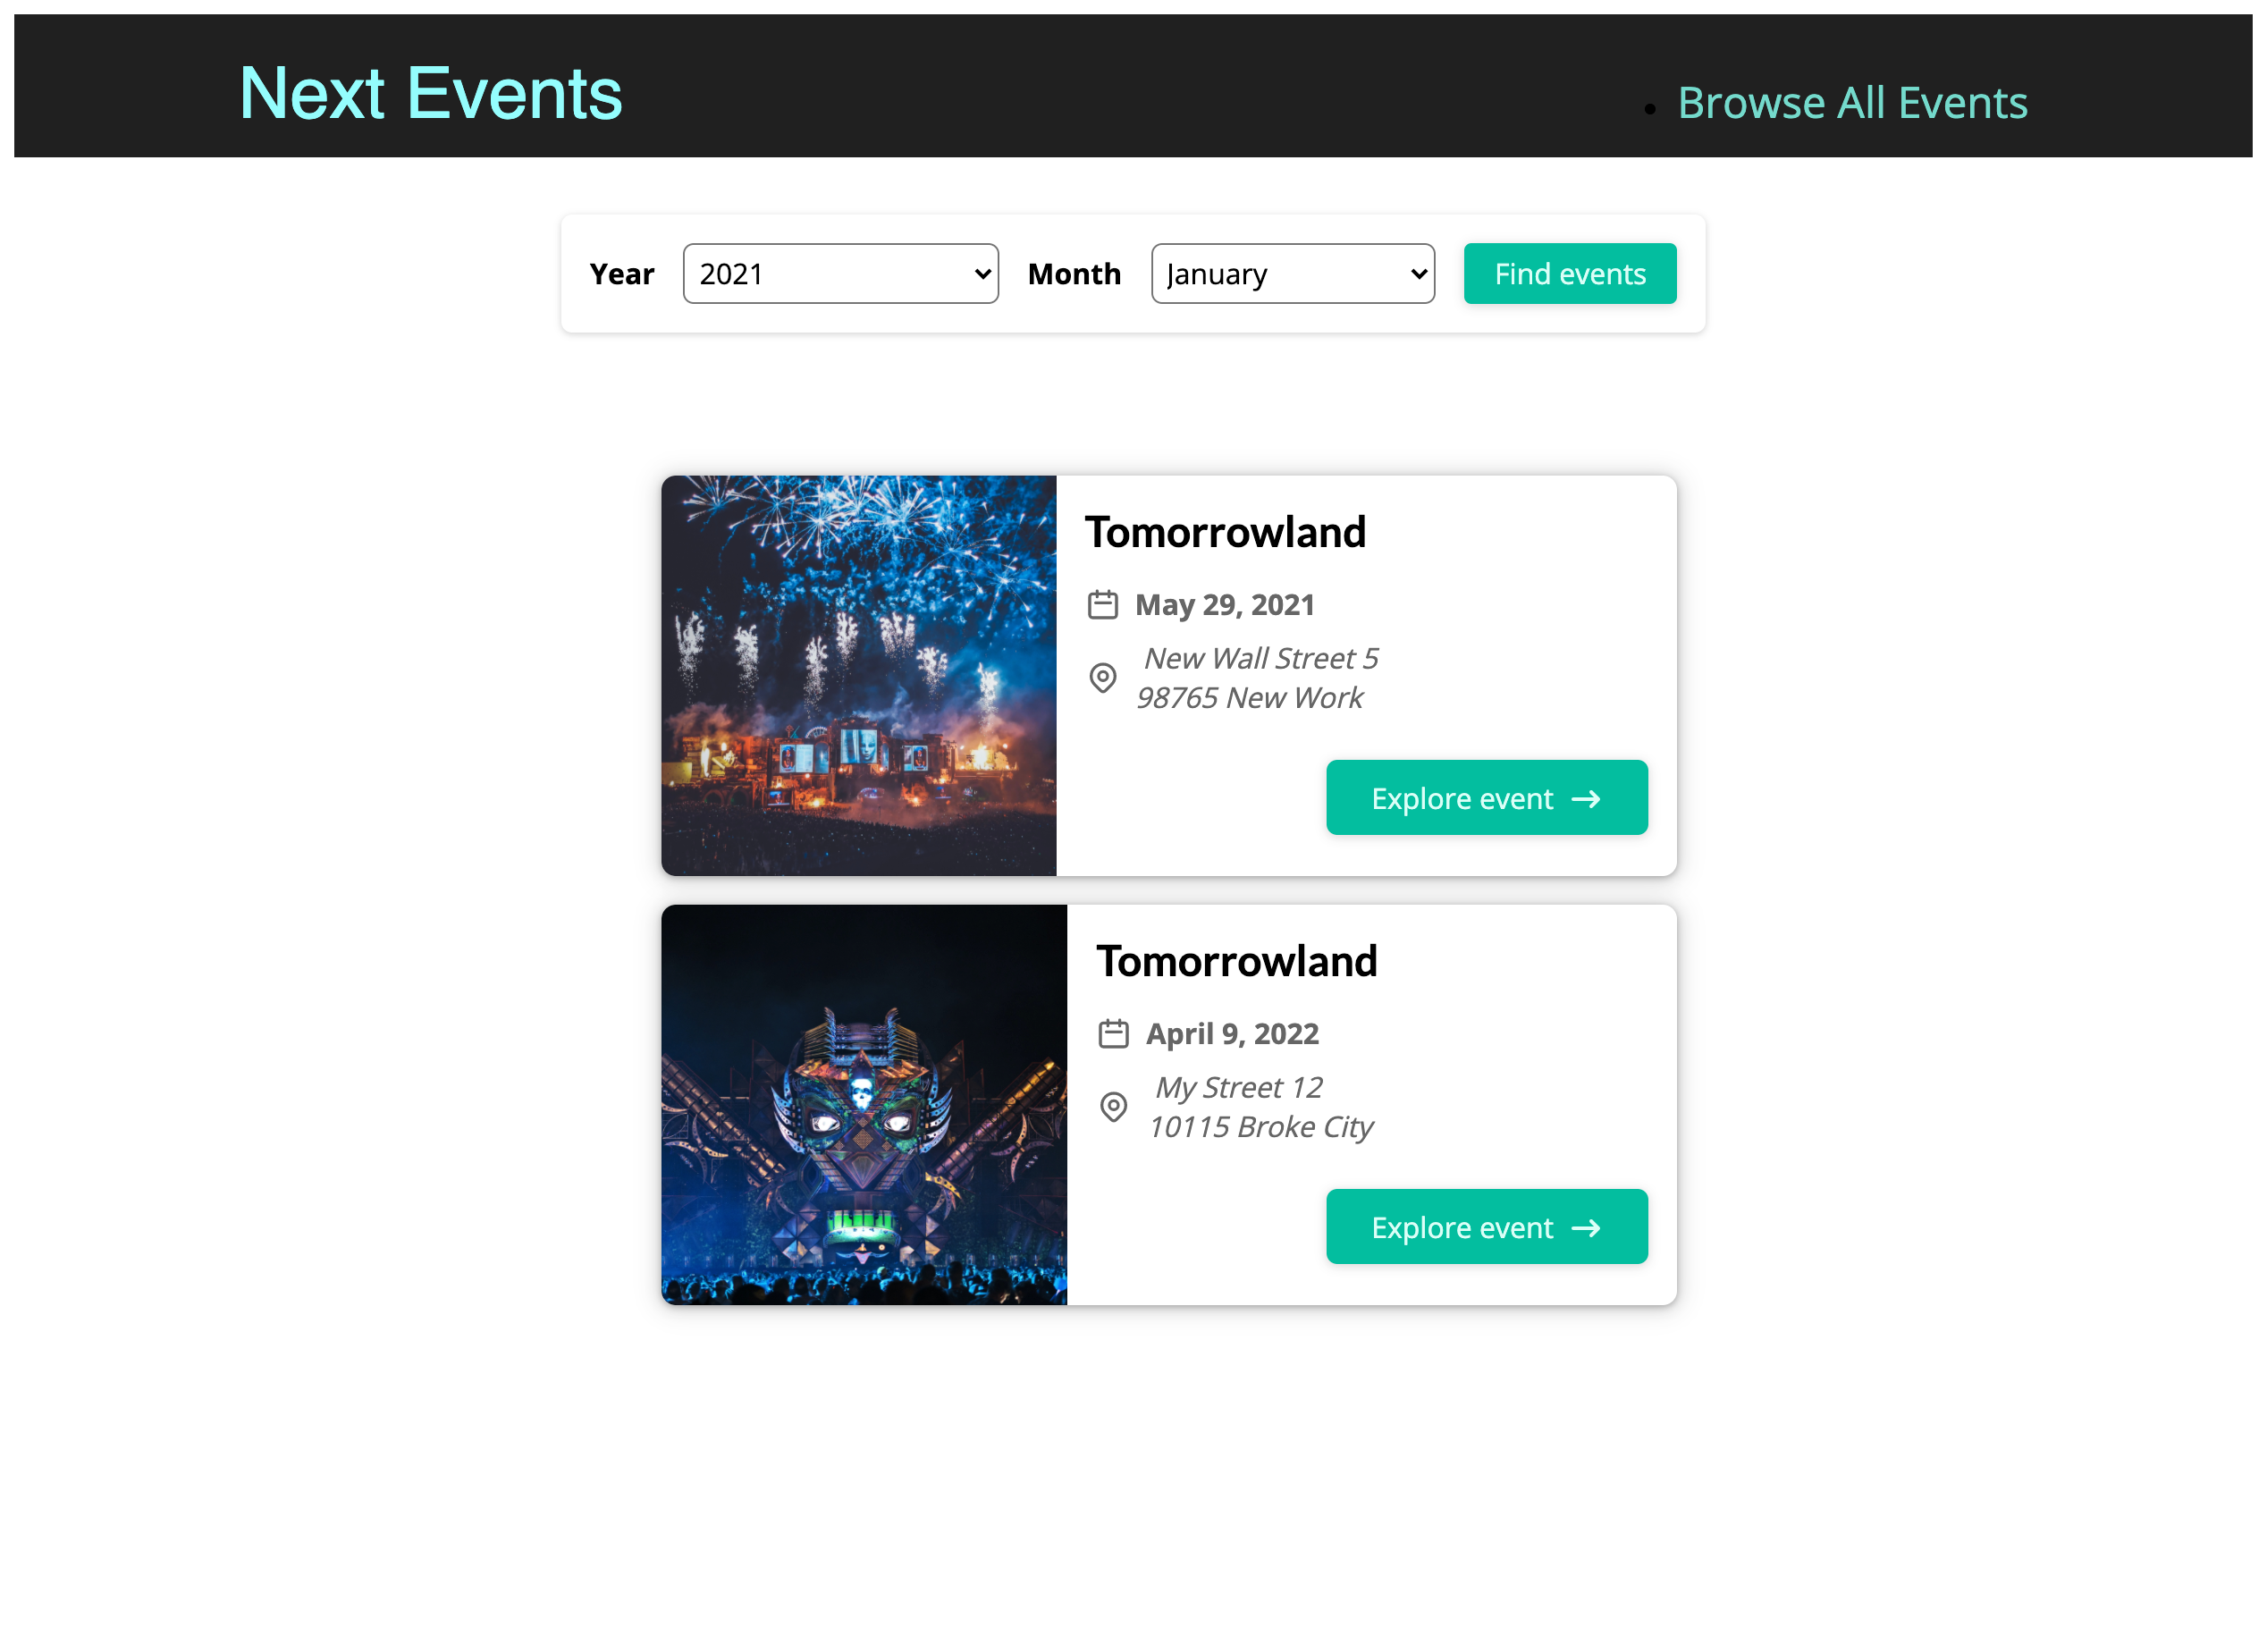 Next Events
Browse All Events
Year 2021 Month January Find events
Tomorrowland
May 29, 2021
New Wall Street 5
98765 New Work
Explore event →
Tomorrowland
April 9, 2022
My Street 12
10115 Broke City
Explore event →